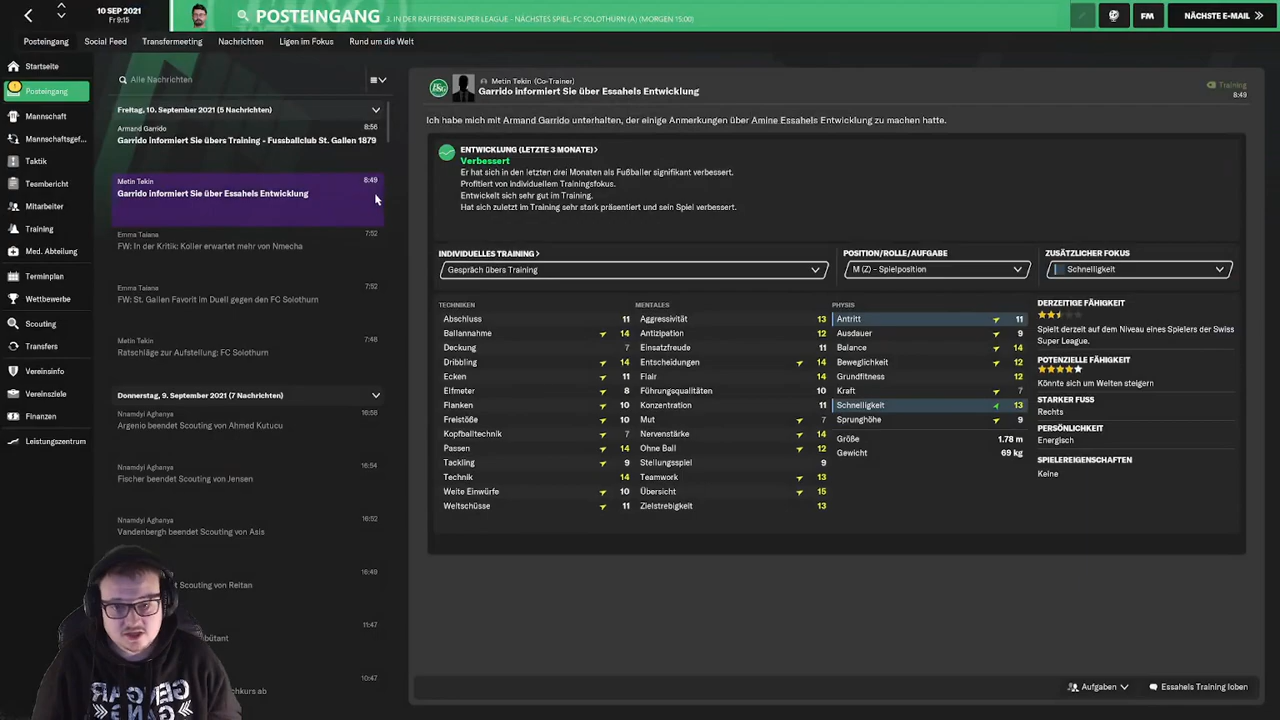 10 SEP 2021
Fr 9:15
POSTEINGANG
3. IN DER RAIFFEISEN SUPER LEAGUE - NÄCHSTES SPIEL: FC SOLOTHURN (A) (MORGEN 15:00)
FM
NÄCHSTE E-MAIL
Posteingang
Social Feed
Transfermeeting
Nachrichten
Ligen im Fokus
Rund um die Welt
Startseite
Posteingang
Mannschaft
Mannschaftsgef...
Taktik
Teambericht
Mitarbeiter
Training
Med. Abteilung
Terminplan
Wettbewerbe
Scouting
Transfers
Vereinsinfo
Vereinsziele
Finanzen
Leistungszentrum
Alle Nachrichten
Freitag, 10. September 2021 (5 Nachrichten)
Armand Garrido 8:56
Garrido informiert Sie übers Training - Fussballclub St. Gallen 1879
Metin Tekin 8:49
Garrido informiert Sie über Essahels Entwicklung
Emma Taiana 7:52
FW: In der Kritik: Koller erwartet mehr von Nmecha
Emma Taiana 7:52
FW: St. Gallen Favorit im Duell gegen den FC Solothurn
7:48
Ratschläge zur Aufstellung: FC Solothurn
Donnerstag, 9. September 2021 (7 Nachrichten)
Nnamdyi Aghanya 16:58
Argenio beendet Scouting von Ahmed Kutucu
Nnamdyi Aghanya 16:54
Fischer beendet Scouting von Jensen
Nnamdyi Aghanya 16:52
Vandenbergh beendet Scouting von Asis
Nnamdyi Aghanya 16:49
Scouting von Reitan
11:47
10:47
GENGAR GANG
Metin Tekin (Co-Trainer)
Garrido informiert Sie über Essahels Entwicklung
Training
8:49
Ich habe mich mit Armand Garrido unterhalten, der einige Anmerkungen über Amine Essahels Entwicklung zu machen hatte.
ENTWICKLUNG (LETZTE 3 MONATE)
Verbessert
Er hat sich in den letzten drei Monaten als Fußballer signifikant verbessert.
Profitiert von individuellem Trainingsfokus.
Entwickelt sich sehr gut im Training.
Hat sich zuletzt im Training sehr stark präsentiert und sein Spiel verbessert.
INDIVIDUELLES TRAINING
Gespräch übers Training
POSITION/ROLLE/AUFGABE
M (Z) - Spielposition
ZUSÄTZLICHER FOKUS
Schnelligkeit
TECHNIKEN
Abschluss 11
Ballannahme 14
Deckung 7
Dribbling 14
Ecken 11
Elfmeter 8
Flanken 10
Freistöße 10
Kopfballtechnik 7
Passen 14
Tackling 9
Technik 14
Weite Einwürfe 10
Weitschüsse 11
MENTALES
Aggressivität 13
Antizipation 12
Einsatzfreude 11
Entscheidungen 14
Flair 14
Führungsqualitäten 10
Konzentration 11
Mut 7
Nervenstärke 14
Ohne Ball 12
Stellungsspiel 9
Teamwork 13
Übersicht 15
Zielstrebigkeit 13
PHYSIS
Antritt 11
Ausdauer 9
Balance 14
Beweglichkeit 12
Grundfitness 12
Kraft 7
Schnelligkeit 13
Sprunghöhe 9
Größe 1.78 m
Gewicht 69 kg
DERZEITIGE FÄHIGKEIT
Spielt derzeit auf dem Niveau eines Spielers der Swiss
Super League.
POTENZIELLE FÄHIGKEIT
Könnte sich um Welten steigern
STARKER FUSS
Rechts
PERSÖNLICHKEIT
Energisch
SPIELEREIGENSCHAFTEN
Keine
Aufgaben
Essahels Training loben